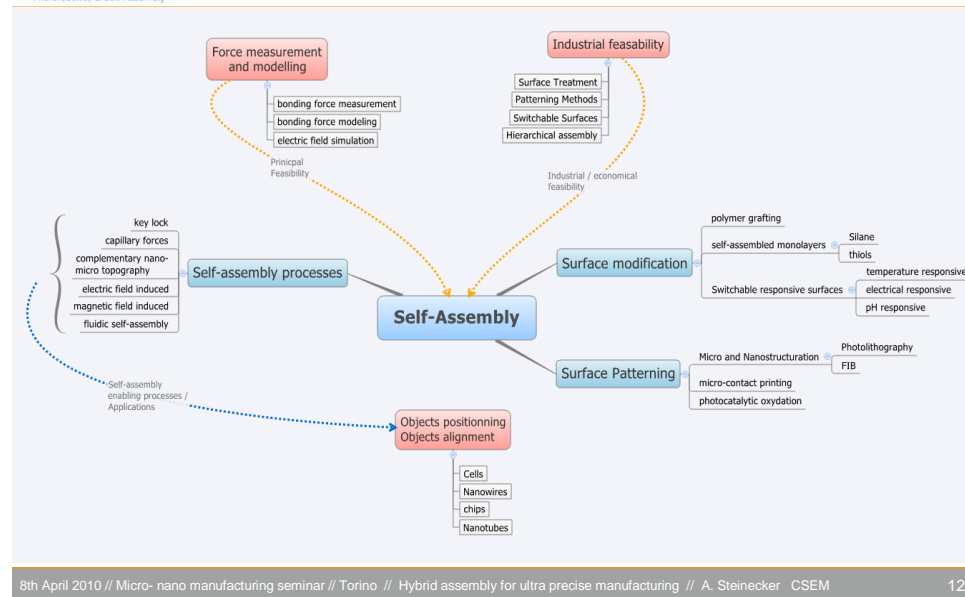 Force measurement
and modelling
bonding force measurement
bonding force modeling
electric field simulation
Prinicpal
Feasibility
Industrial feasability
Surface Treatment
Patterning Methods
Switchable Surfaces
Hierarchical assembly
Industrial / economical
feasibility
key lock
capillary forces
complementary nano-
micro topography
electric field induced
magnetic field induced
fluidic self-assembly
Self-assembly processes
Self-Assembly
Surface modification
polymer grafting
self-assembled monolayers
Silane
thiols
Switchable responsive surfaces
temperature responsive
electrical responsive
pH responsive
Surface Patterning
Micro and Nanostructuration
Photolithography
FIB
micro-contact printing
photocatalytic oxydation
Self-assembly
enabling processes /
Applications
Objects positionning
Objects alignment
Cells
Nanowires
chips
Nanotubes
8th April 2010 // Micro- nano manufacturing seminar // Torino // Hybrid assembly for ultra precise manufacturing // A. Steinecker CSEM 12